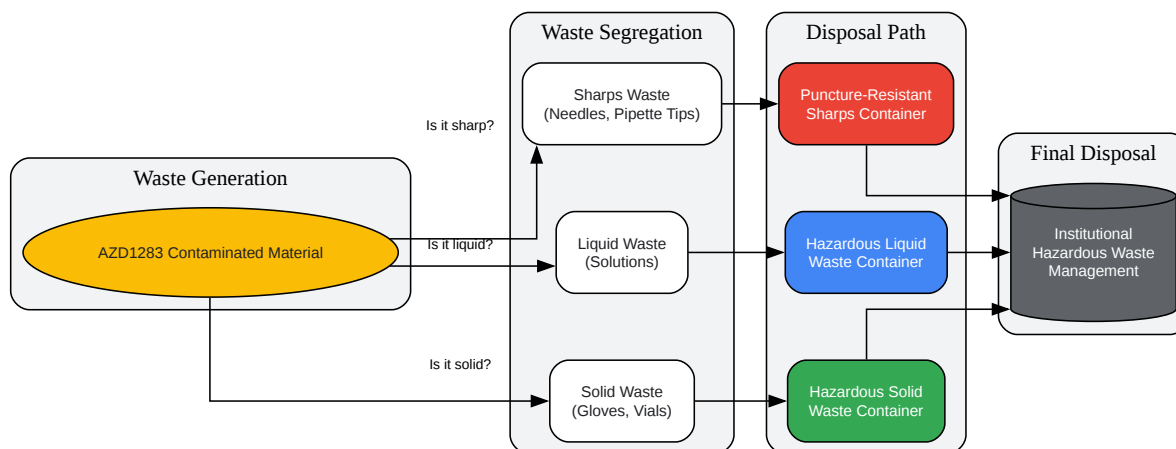 Waste Generation
AZD1283 Contaminated Material
Is it sharp?
Is it liquid?
Is it solid?
Waste Segregation
Sharps Waste
(Needles, Pipette Tips)
Liquid Waste
(Solutions)
Solid Waste
(Gloves, Vials)
Disposal Path
Puncture-Resistant
Sharps Container
Hazardous Liquid
Waste Container
Hazardous Solid
Waste Container
Final Disposal
Institutional
Hazardous Waste
Management